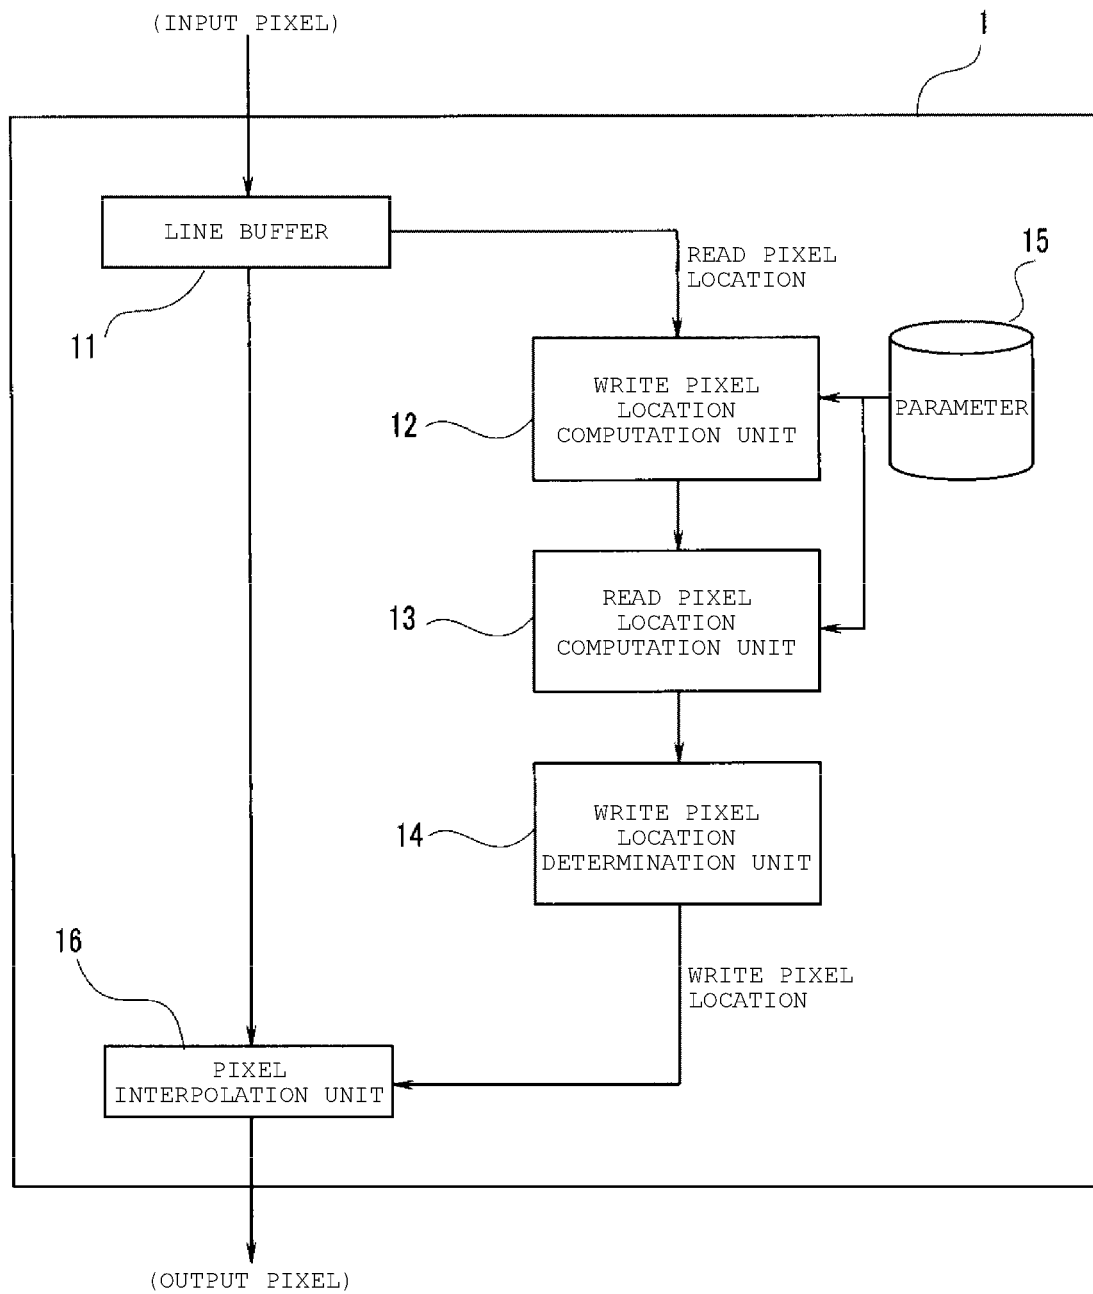 (INPUT PIXEL)
1
LINE BUFFER
READ PIXEL
LOCATION
15
11
WRITE PIXEL
LOCATION
COMPUTATION UNIT
PARAMETER
12
READ PIXEL
LOCATION
COMPUTATION UNIT
13
WRITE PIXEL
LOCATION
DETERMINATION UNIT
14
16
WRITE PIXEL
LOCATION
PIXEL
INTERPOLATION UNIT
(OUTPUT PIXEL)